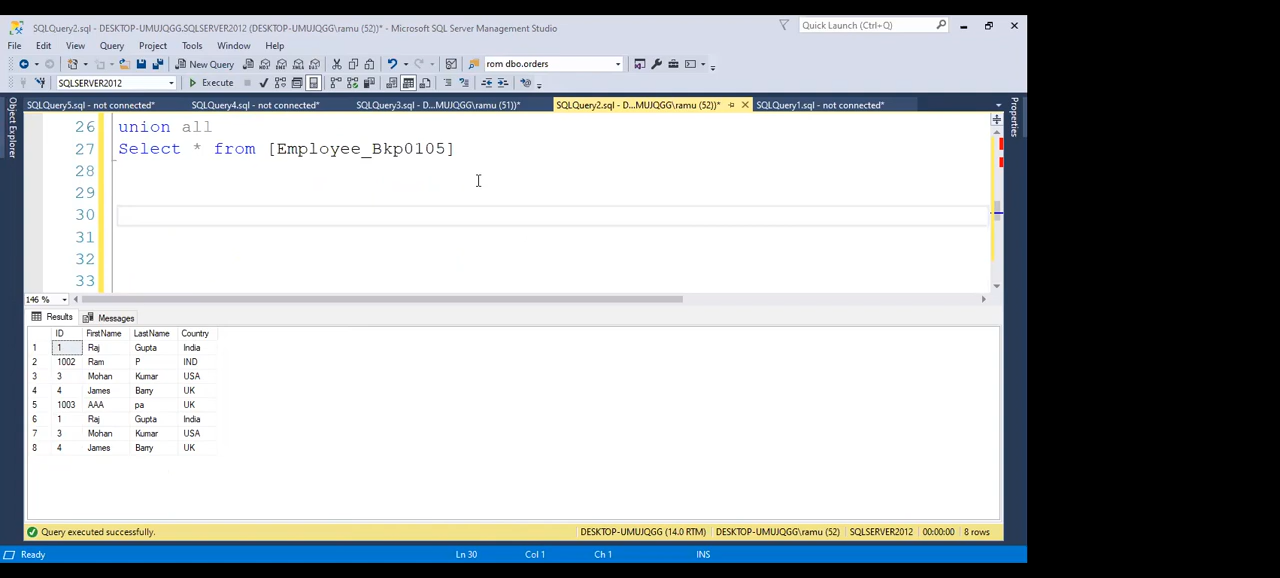 SQLQuery2.sql - DESKTOP-UMUJQGG.SQLSERVER2012 (DESKTOP-UMUJQGG\ramu (52))* - Microsoft SQL Server Management Studio
Quick Launch (Ctrl+Q)
File Edit View Query Project Tools Window Help
New Query
rom dbo.orders
SQLSERVER2012
Execute
SQLQuery5.sql - not connected* SQLQuery4.sql - not connected* SQLQuery3.sql - D...MUJQGG\ramu (51))* SQLQuery2.sql - D...MUJQGG\ramu (52))* SQLQuery1.sql - not connected*
Object Explorer
Properties
26 union all
27 Select * from [Employee_Bkp0105]
28
29
30
31
32
33
146 %
Results Messages
ID FirstName LastName Country
1 1 Raj Gupta India
2 1002 Ram P IND
3 3 Mohan Kumar USA
4 4 James Barry UK
5 1003 AAA pa UK
6 1 Raj Gupta India
7 3 Mohan Kumar USA
8 4 James Barry UK
Query executed successfully.
DESKTOP-UMUJQGG (14.0 RTM) DESKTOP-UMUJQGG\ramu (52) SQLSERVER2012 00:00:00 8 rows
Ready Ln 30 Col 1 Ch 1 INS